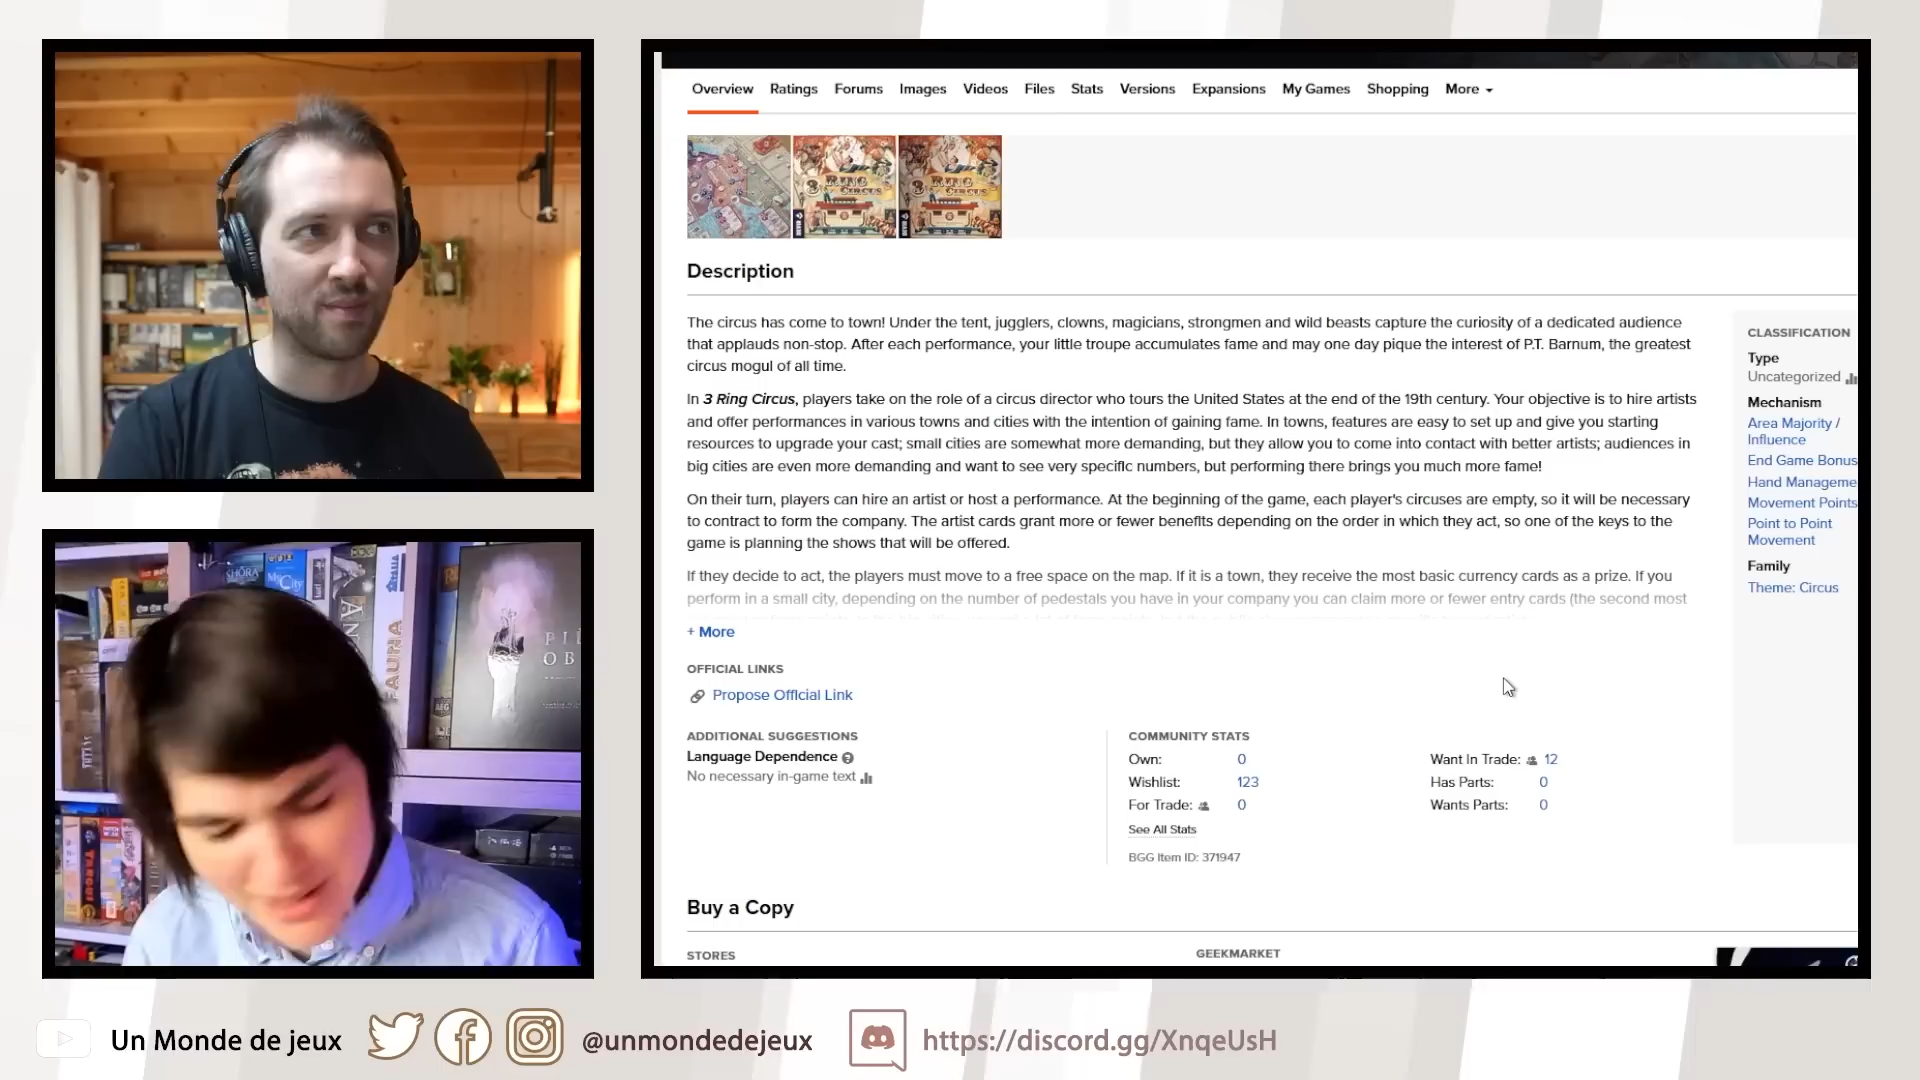 Overview Ratings Forums Images Videos Files Stats Versions Expansions My Games Shopping More
3 RING CIRCUS
3 RING CIRCUS
Description
The circus has come to town! Under the tent, jugglers, clowns, magicians, strongmen and wild beasts capture the curiosity of a dedicated audience
that applauds non-stop. After each performance, your little troupe accumulates fame and may one day pique the interest of P.T. Barnum, the greatest
circus mogul of all time.
In 3 Ring Circus, players take on the role of a circus director who tours the United States at the end of the 19th century. Your objective is to hire artists
and offer performances in various towns and cities with the intention of gaining fame. In towns, features are easy to set up and give you starting
resources to upgrade your cast; small cities are somewhat more demanding, but they allow you to come into contact with better artists; audiences in
big cities are even more demanding and want to see very specific numbers, but performing there brings you much more fame!
On their turn, players can hire an artist or host a performance. At the beginning of the game, each player's circuses are empty, so it will be necessary
to contract to form the company. The artist cards grant more or fewer benefits depending on the order in which they act, so one of the keys to the
game is planning the shows that will be offered.
If they decide to act, the players must move to a free space on the map. If it is a town, they receive the most basic currency cards as a prize. If you
perform in a small city, depending on the number of pedestals you have in your company you can claim more or fewer entry cards (the second most
+ More
OFFICIAL LINKS
Propose Official Link
ADDITIONAL SUGGESTIONS
Language Dependence
No necessary in-game text
COMMUNITY STATS
Own: 0
Wishlist: 123
For Trade: 0
See All Stats
BGG Item ID: 371947
Want In Trade: 12
Has Parts: 0
Wants Parts: 0
CLASSIFICATION
Type
Uncategorized
Mechanism
Area Majority /
Influence
End Game Bonus
Hand Manageme
Movement Points
Point to Point
Movement
Family
Theme: Circus
Buy a Copy
STORES
GEEKMARKET
SHŌRA
My City
FAUNA
AEG
Un Monde de jeux @unmondedejeux https://discord.gg/XnqeUsH